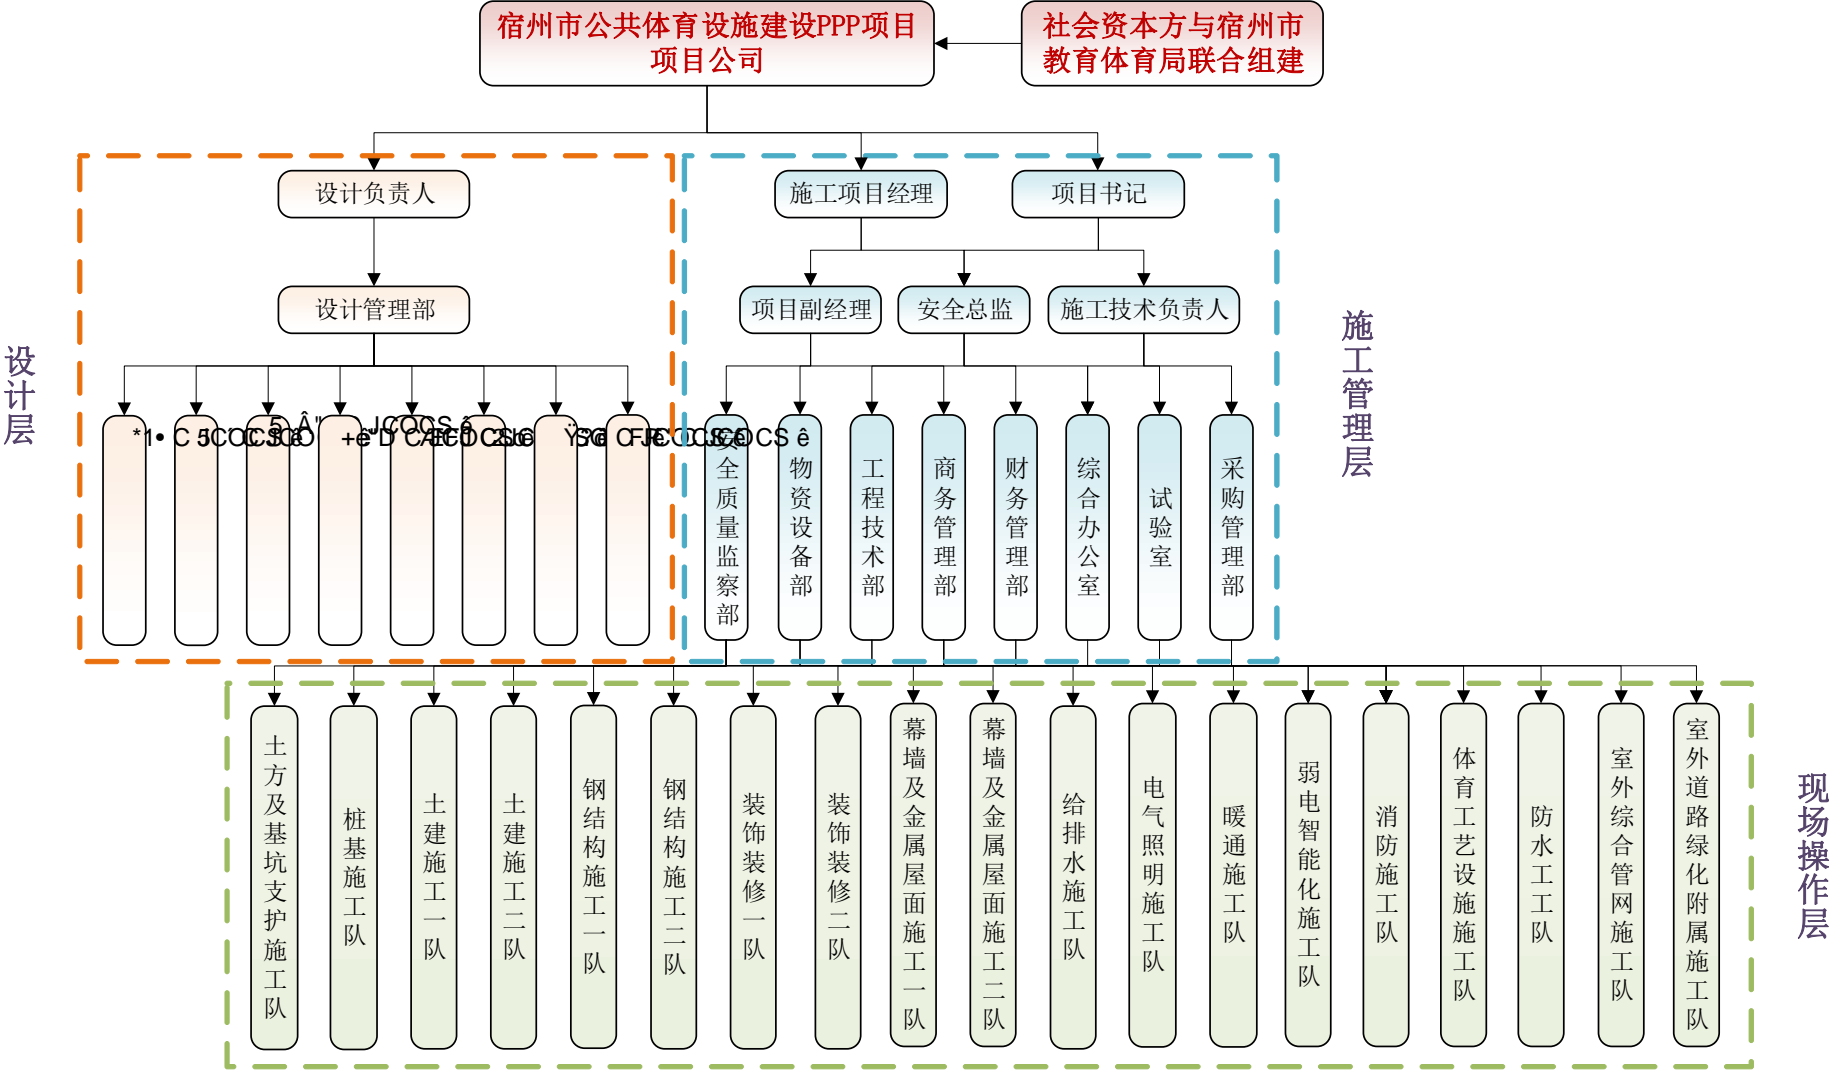 宿州市公共体育设施建设PPP项目
项目公司
社会资本方与宿州市
教育体育局联合组建
设计负责人
施工项目经理
项目书记
设计管理部
项目副经理
安全总监
施工技术负责人
设计层
施工管理层
安全质量监察部
物资设备部
工程技术部
商务管理部
财务管理部
综合办公室
试验室
采购管理部
土方及基坑支护施工队
桩基施工队
土建施工一队
土建施工二队
钢结构施工一队
钢结构施工二队
装饰装修一队
装饰装修二队
幕墙及金属屋面施工一队
幕墙及金属屋面施工二队
给排水施工队
电气照明施工队
暖通施工队
弱电智能化施工队
消防施工队
体育工艺设施施工队
防水工工队
室外综合管网施工队
室外道路绿化附属施工队
现场操作层